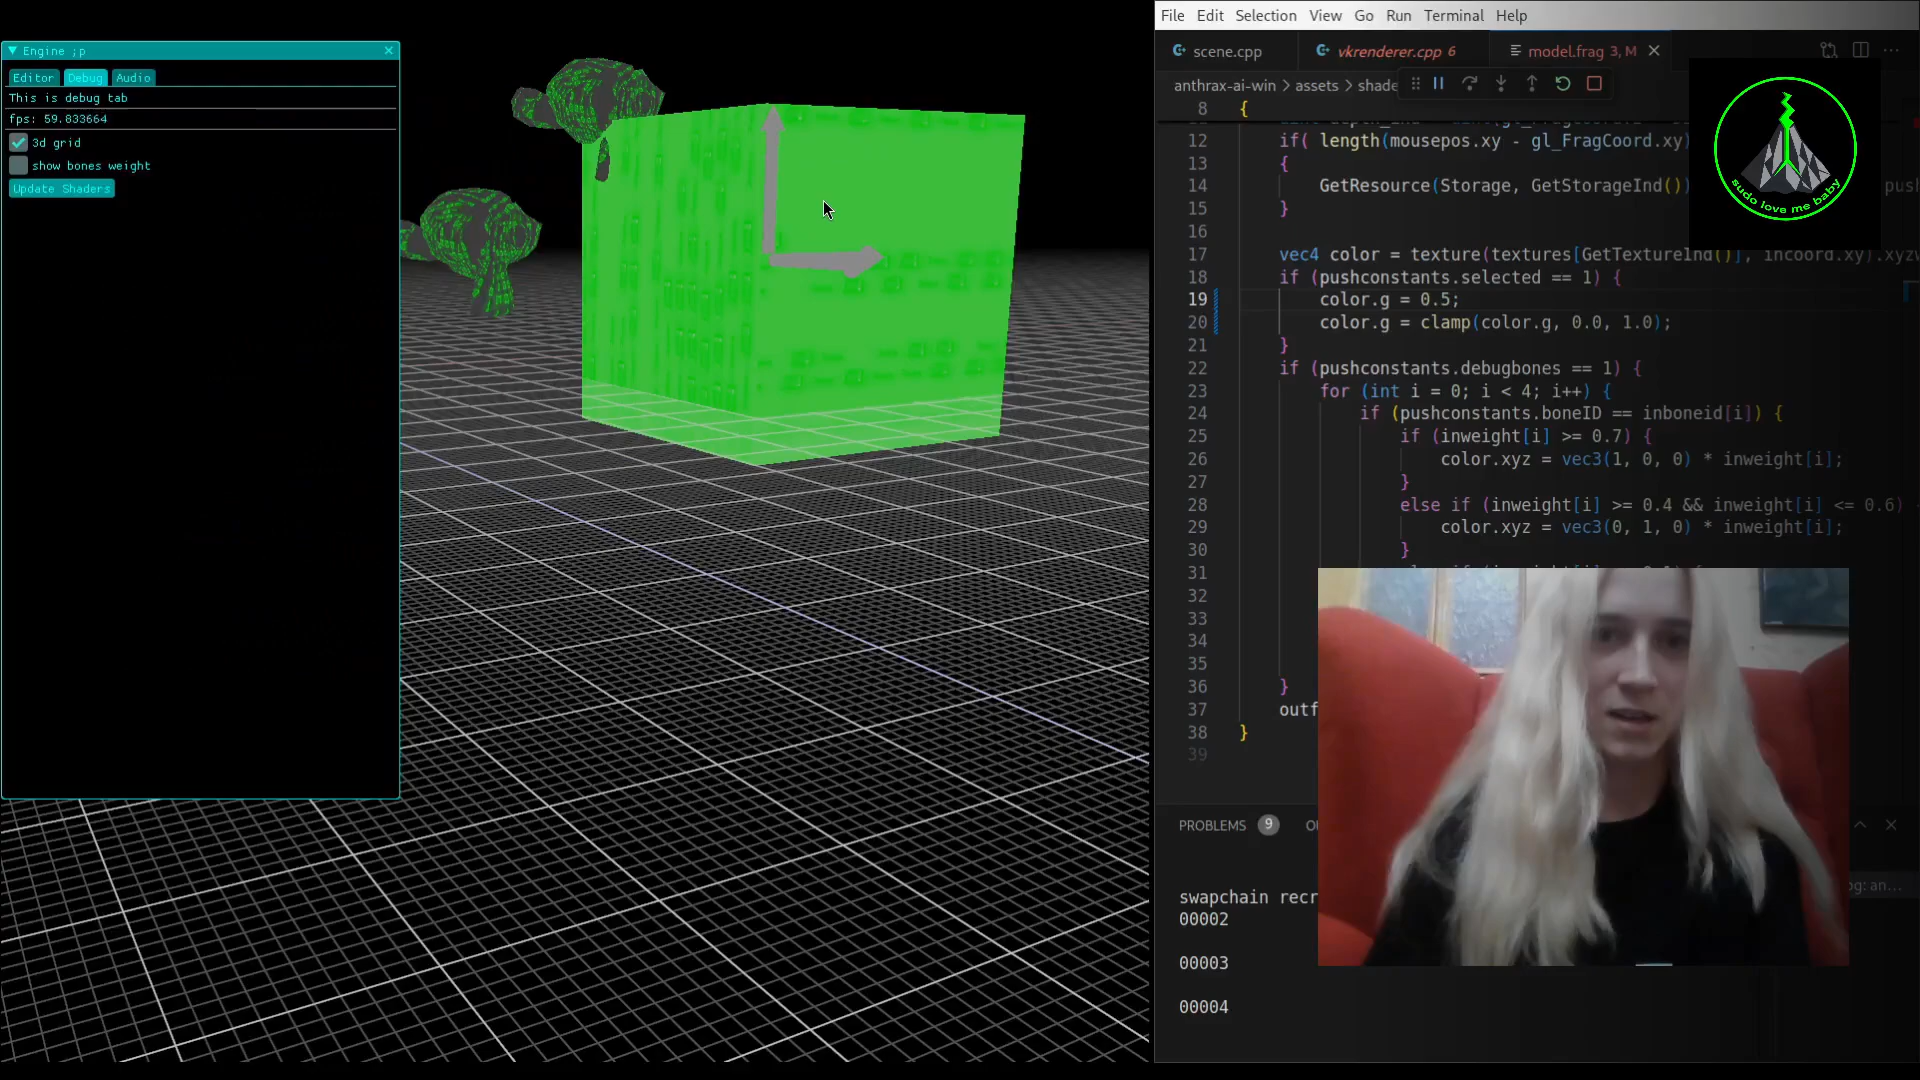 Engine ;p
Editor Debug Audio
This is debug tab
fps: 59.833664
3d grid
show bones weight
Update Shaders
File Edit Selection View Go Run Terminal Help
scene.cpp vkrenderer.cpp 6 model.frag 3, M
anthrax-ai-win > assets > shade
8 {
12 if( length(mousepos.xy - gl_FragCoord.xy)
13 {
14 GetResource(Storage, GetStorageInd()) push
15 }
16
17 vec4 color = texture(textures[GetTextureInd()], incoord.xy).xyz
18 if (pushconstants.selected == 1) {
19 color.g = 0.5;
20 color.g = clamp(color.g, 0.0, 1.0);
21 }
22 if (pushconstants.debugbones == 1) {
23 for (int i = 0; i < 4; i++) {
24 if (pushconstants.boneID == inboneid[i]) {
25 if (inweight[i] >= 0.7) {
26 color.xyz = vec3(1, 0, 0) * inweight[i];
27 }
28 else if (inweight[i] >= 0.4 && inweight[i] <= 0.6)
29 color.xyz = vec3(0, 1, 0) * inweight[i];
30 }
31
32
33
34
35
36 }
37 outf
38 }
39
sudo love me baby
PROBLEMS 9 OU
swapchain recr
00002
00003
00004
og: an...